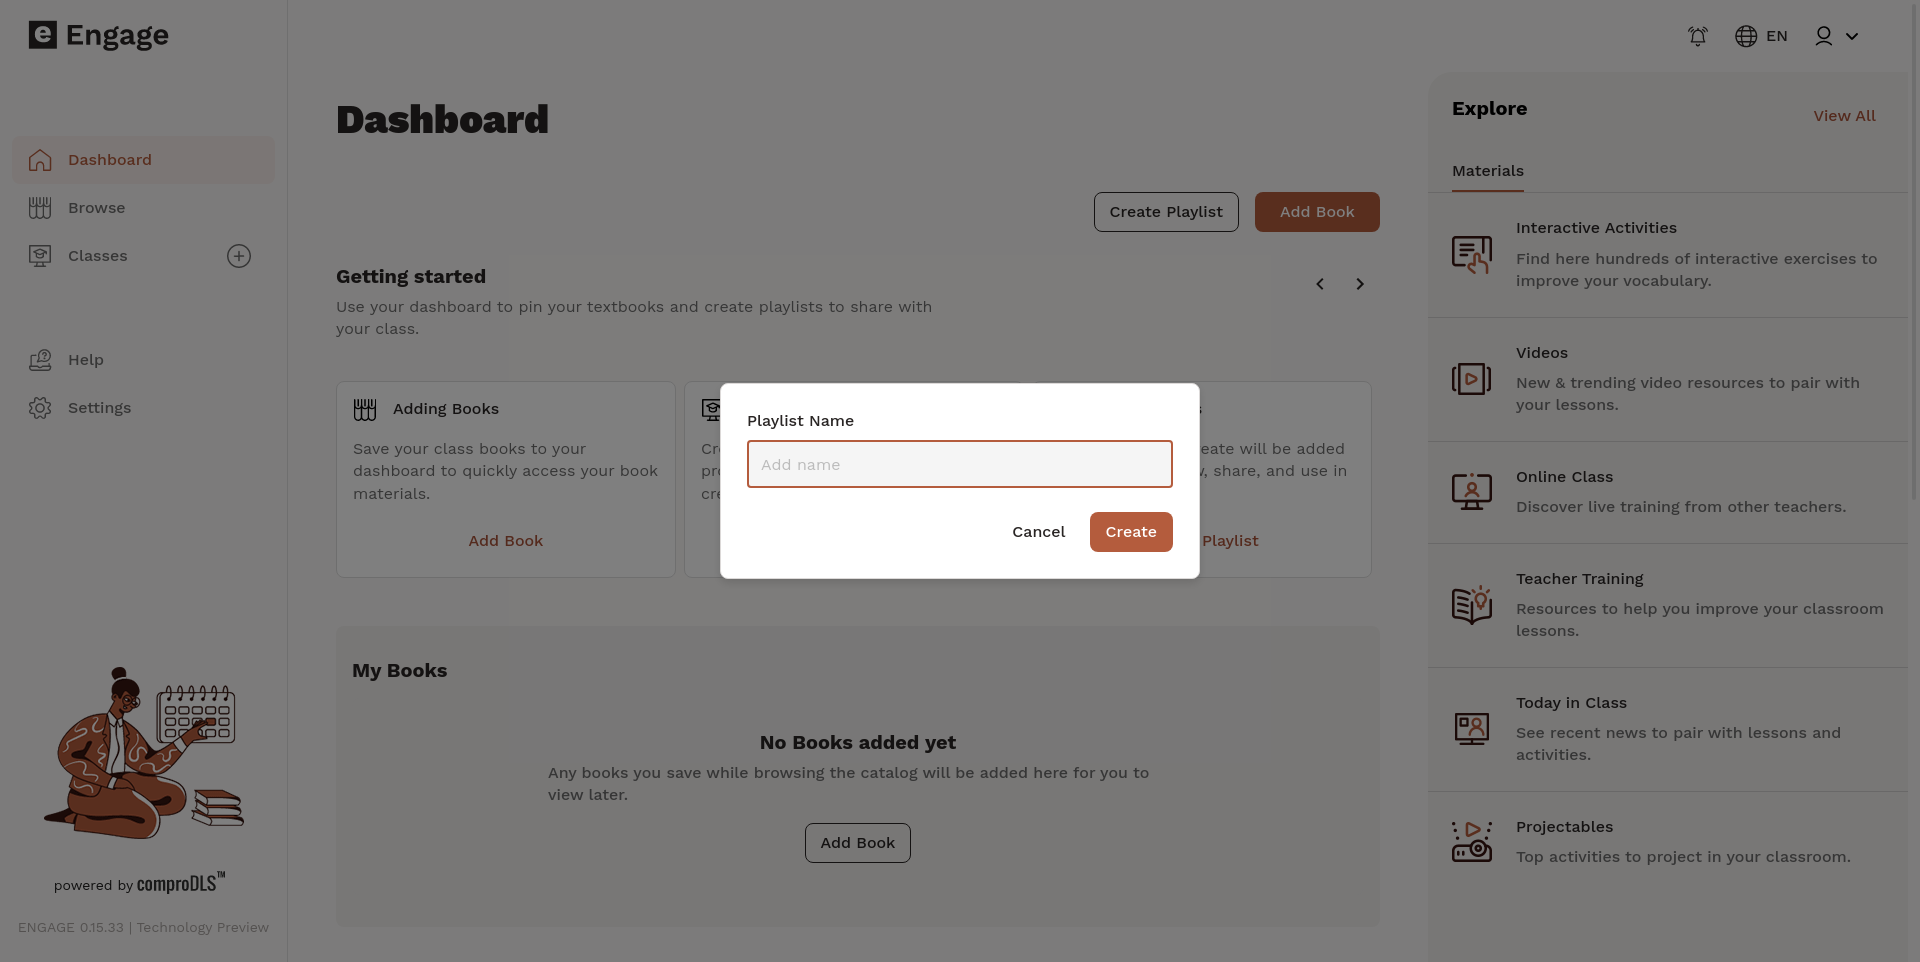 e Engage
EN
Dashboard
Browse
Classes
Help
Settings
powered by comproDLS™
ENGAGE 0.15.33 | Technology Preview
Dashboard
Create Playlist
Add Book
Getting started
Use your dashboard to pin your textbooks and create playlists to share with
your class.
Adding Books
Save your class books to your
dashboard to quickly access your book
materials.
Add Book
eate will be added
, share, and use in
Playlist
Playlist Name
Add name
Cancel
Create
My Books
No Books added yet
Any books you save while browsing the catalog will be added here for you to
view later.
Add Book
Explore
View All
Materials
Interactive Activities
Find here hundreds of interactive exercises to
improve your vocabulary.
Videos
New & trending video resources to pair with
your lessons.
Online Class
Discover live training from other teachers.
Teacher Training
Resources to help you improve your classroom
lessons.
Today in Class
See recent news to pair with lessons and
activities.
Projectables
Top activities to project in your classroom.